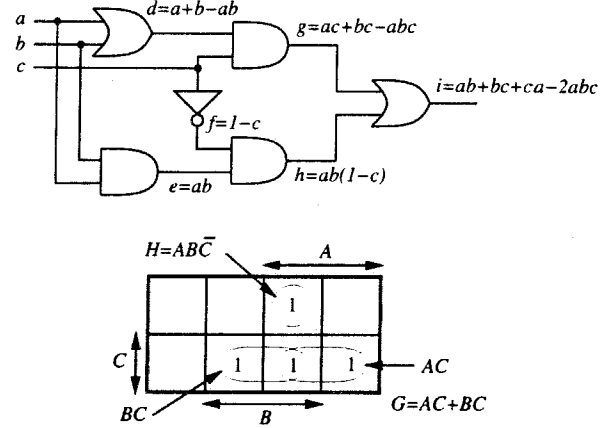 d=a+b-ab
a
b
c
g=ac+bc-abc
i=ab+bc+ca-2abc
f=1-c
e=ab
h=ab(1-c)
H=ABC̅
A
1
C
1 1 1
AC
BC
B
G=AC+BC